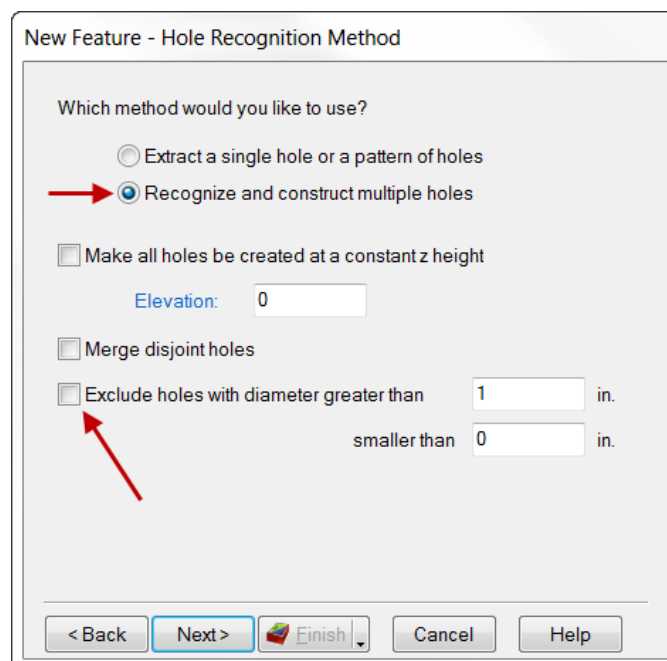 New Feature - Hole Recognition Method
Which method would you like to use?
Extract a single hole or a pattern of holes
Recognize and construct multiple holes
Make all holes be created at a constant z height
Elevation: 0
Merge disjoint holes
Exclude holes with diameter greater than 1 in.
smaller than 0 in.
< Back Next > Finish Cancel Help